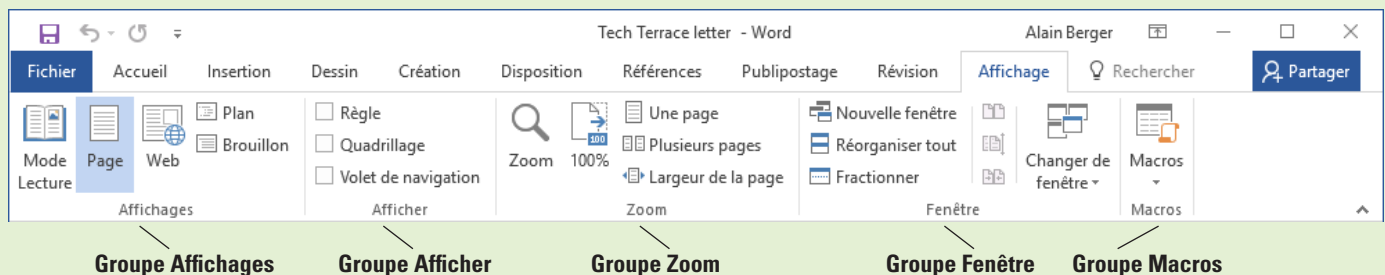 Tech Terrace letter - Word
Alain Berger
Fichier Accueil Insertion Dessin Création Disposition Références Publipostage Révision Affichage Rechercher Partager
Mode Lecture
Page
Web
Plan
Brouillon
Affichages
Règle
Quadrillage
Volet de navigation
Afficher
Zoom
100
100%
Une page
Plusieurs pages
Largeur de la page
Zoom
Nouvelle fenêtre
Réorganiser tout
Fractionner
Changer de fenêtre
Fenêtre
Macros
Macros
Groupe Affichages Groupe Afficher Groupe Zoom Groupe Fenêtre Groupe Macros